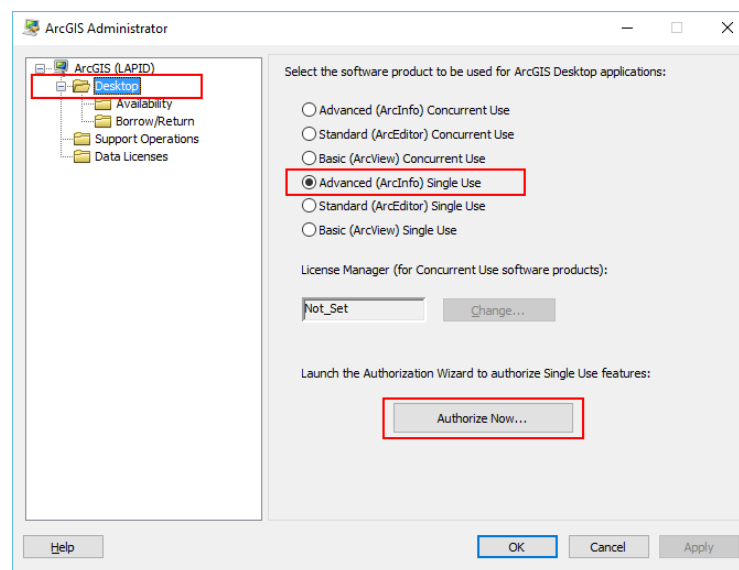 ArcGIS Administrator
ArcGIS (LAPID)
Desktop
Availability
Borrow/Return
Support Operations
Data Licenses
Select the software product to be used for ArcGIS Desktop applications:
Advanced (ArcInfo) Concurrent Use
Standard (ArcEditor) Concurrent Use
Basic (ArcView) Concurrent Use
Advanced (ArcInfo) Single Use
Standard (ArcEditor) Single Use
Basic (ArcView) Single Use
License Manager (for Concurrent Use software products):
Not_Set
Change...
Launch the Authorization Wizard to authorize Single Use features:
Authorize Now...
Help
OK
Cancel
Apply